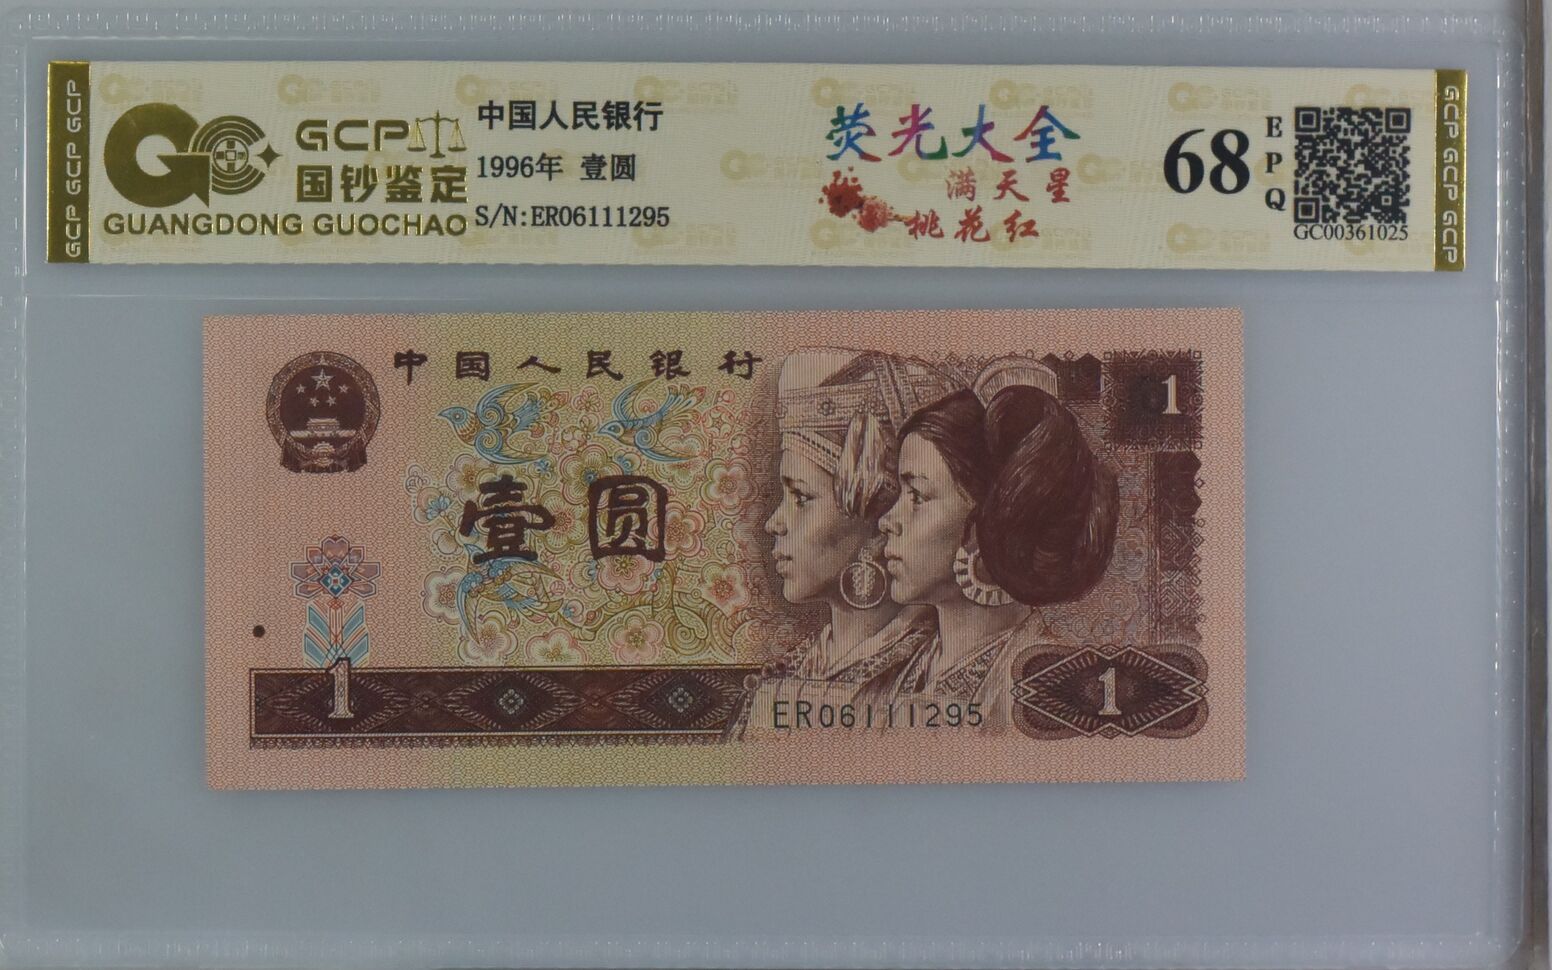 GCP GCP GCP
GCP
国钞鉴定
GUANGDONG GUOCHAO
中国人民银行
1996年 壹圆
S/N:ER06111295
荧光大全
满天星
桃花红
68
E
P
Q
GC00361025
GCP GCP GCP
中国人民银行
1
壹圆
1
ER06111295
1